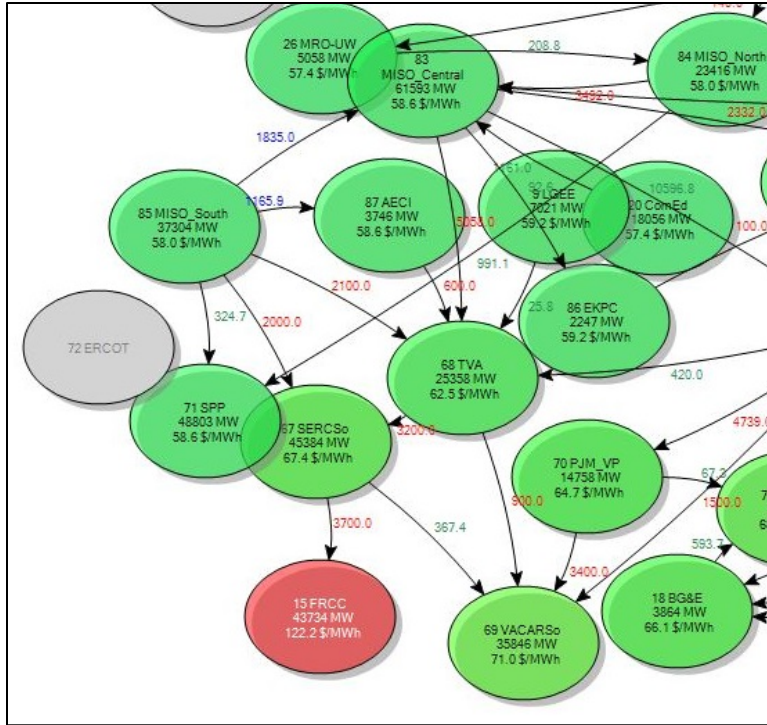 26 MRO-UW
5058 MW
57.4 $/MWh
83
MISO_Central
61593 MW
58.6 $/MWh
208.8
84 MISO_North
23416 MW
58.0 $/MWh
2332.0
1835.0
1165.9
85 MISO_South
37304 MW
58.0 $/MWh
87 AECI
3746 MW
58.6 $/MWh
9 LGEE
7021 MW
59.2 $/MWh
10596.8
20 ComEd
18056 MW
57.4 $/MWh
5058.0
100.0
991.1
2100.0
600.0
25.8
86 EKPC
2247 MW
59.2 $/MWh
324.7
2000.0
72 ERCOT
68 TVA
25358 MW
62.5 $/MWh
420.0
71 SPP
48803 MW
58.6 $/MWh
67 SERCSo
45384 MW
67.4 $/MWh
3200.0
4739.
70 PJM_VP
14758 MW
64.7 $/MWh
67.3
900.0
1500.0
3700.0
367.4
593.7
3400.0
15 FRCC
43734 MW
122.2 $/MWh
69 VACARSo
35846 MW
71.0 $/MWh
18 BG&E
3864 MW
66.1 $/MWh